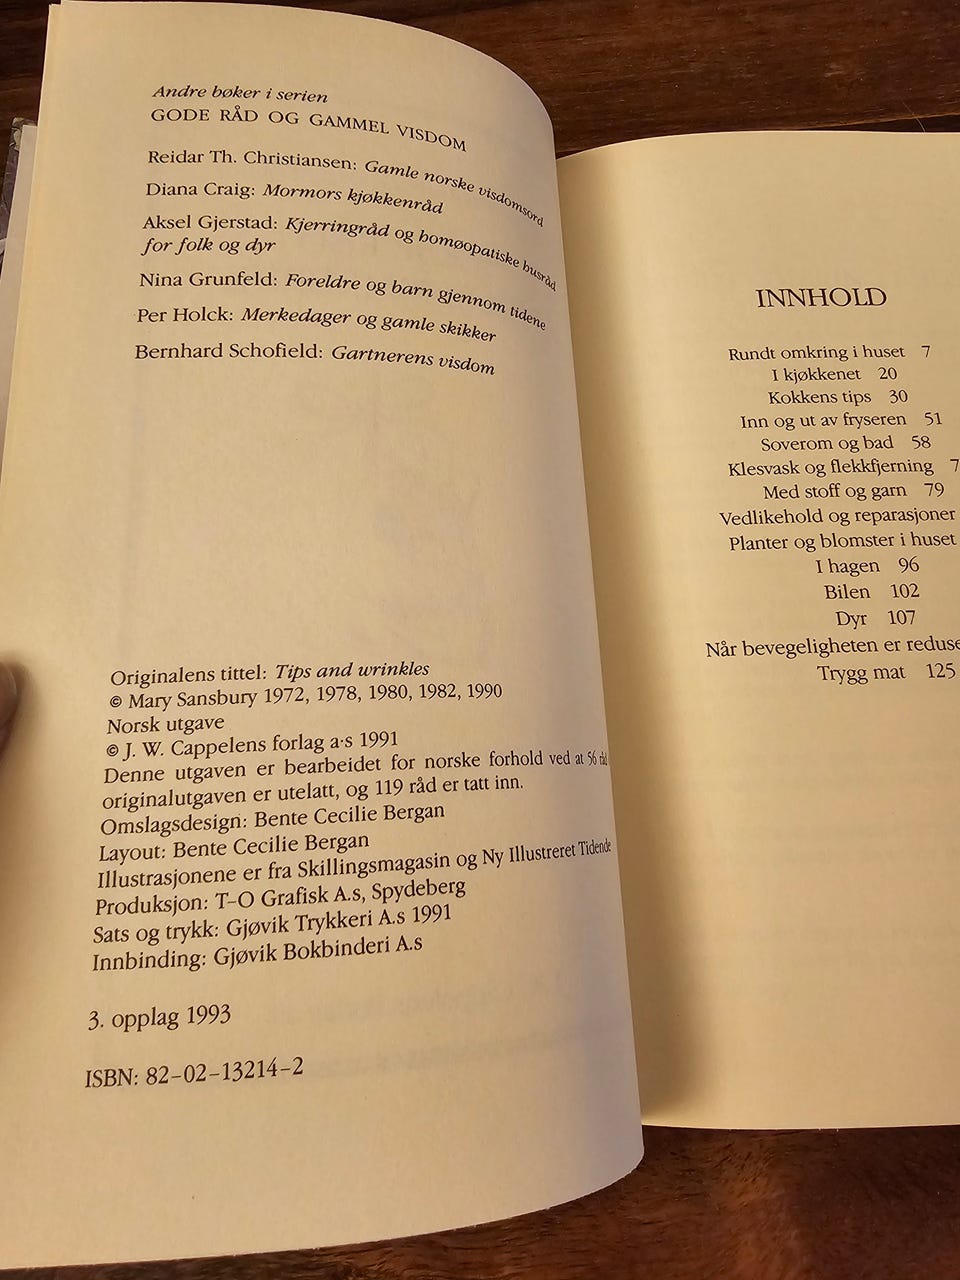 Andre bøker i serien
GODE RÅD OG GAMMEL VISDOM
Reidar Th. Christiansen: Gamle norske visdomsord
Diana Craig: Mormors kjøkkenråd
Aksel Gjerstad: Kjerringråd og homøopatiske husråd
for folk og dyr
Nina Grunfeld: Foreldre og barn gjennom tidene
Per Holck: Merkedager og gamle skikker
Bernhard Schofield: Gartnerens visdom
Originalens tittel: Tips and wrinkles
© Mary Sansbury 1972, 1978, 1980, 1982, 1990
Norsk utgave
© J. W. Cappelens forlag a·s 1991
Denne utgaven er bearbeidet for norske forhold ved at 56 råd
originalutgaven er utelatt, og 119 råd er tatt inn.
Omslagsdesign: Bente Cecilie Bergan
Layout: Bente Cecilie Bergan
Illustrasjonene er fra Skillingsmagasin og Ny Illustreret Tidende
Produksjon: T–O Grafisk A.s, Spydeberg
Sats og trykk: Gjøvik Trykkeri A.s 1991
Innbinding: Gjøvik Bokbinderi A.s
3. opplag 1993
ISBN: 82–02–13214–2
INNHOLD
Rundt omkring i huset 7
I kjøkkenet 20
Kokkens tips 30
Inn og ut av fryseren 51
Soverom og bad 58
Klesvask og flekkfjerning 7
Med stoff og garn 79
Vedlikehold og reparasjoner
Planter og blomster i huset
I hagen 96
Bilen 102
Dyr 107
Når bevegeligheten er reduse
Trygg mat 125